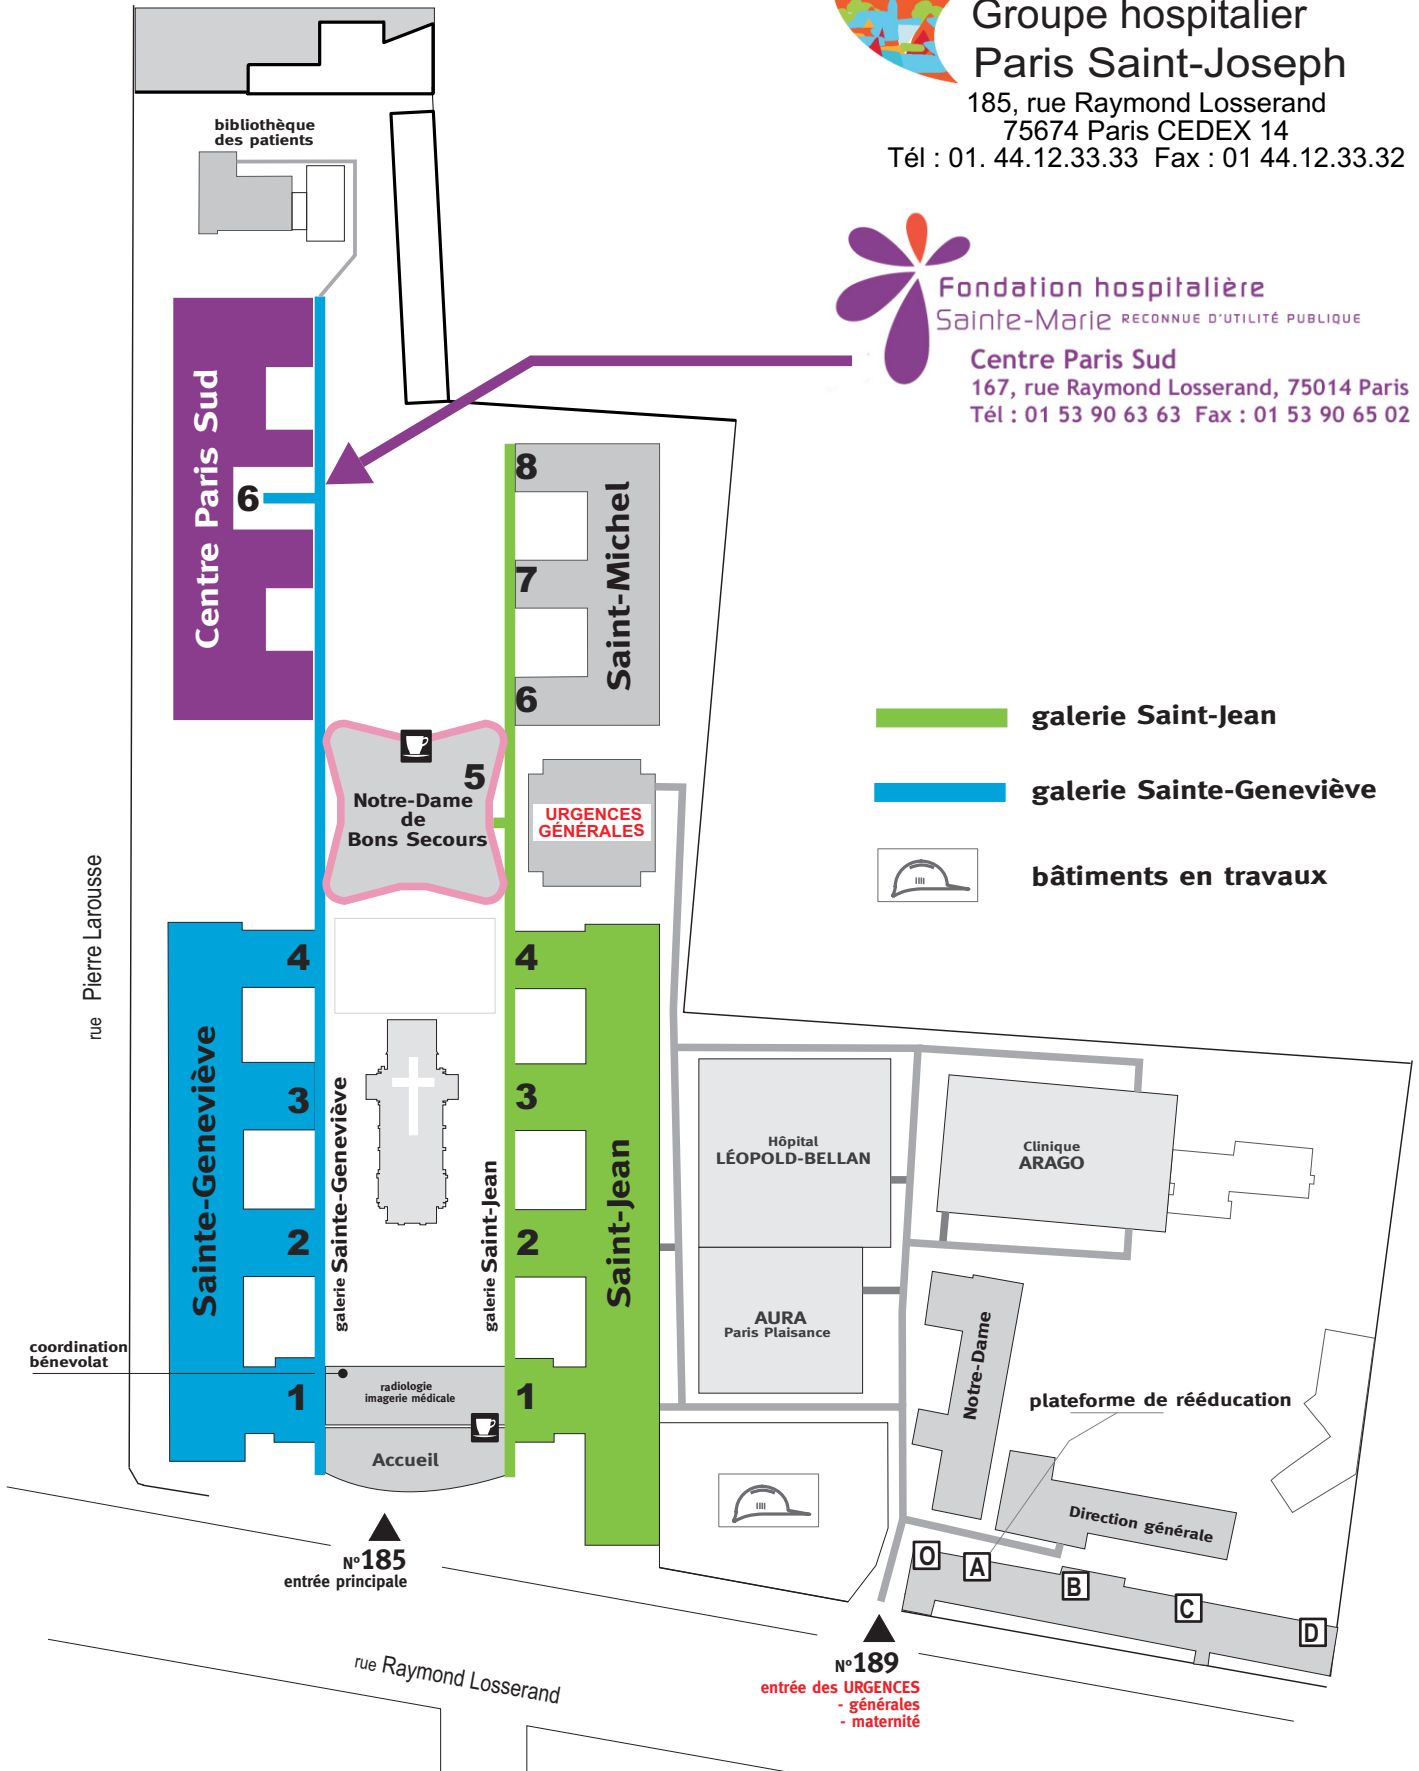 Groupe hospitalier
Paris Saint-Joseph
185, rue Raymond Losserand
75674 Paris CEDEX 14
Tél : 01. 44.12.33.33 Fax : 01 44.12.33.32
bibliothèque
des patients
Fondation hospitalière
Sainte-Marie RECONNUE D'UTILITÉ PUBLIQUE
Centre Paris Sud
167, rue Raymond Losserand, 75014 Paris
Tél : 01 53 90 63 63 Fax : 01 53 90 65 02
Centre Paris Sud
6
8
7
6
Saint-Michel
galerie Saint-Jean
galerie Sainte-Geneviève
bâtiments en travaux
5
Notre-Dame
de
Bons Secours
URGENCES
GÉNÉRALES
rue Pierre Larousse
4
3
2
1
Sainte-Geneviève
galerie Sainte-Geneviève
galerie Saint-Jean
4
3
2
1
Saint-Jean
Hôpital
LÉOPOLD-BELLAN
Clinique
ARAGO
AURA
Paris Plaisance
Notre-Dame
coordination
bénevolat
radiologie
imagerie médicale
Accueil
plateforme de rééducation
Direction générale
O
A
B
C
D
N°185
entrée principale
N°189
entrée des URGENCES
- générales
- maternité
rue Raymond Losserand